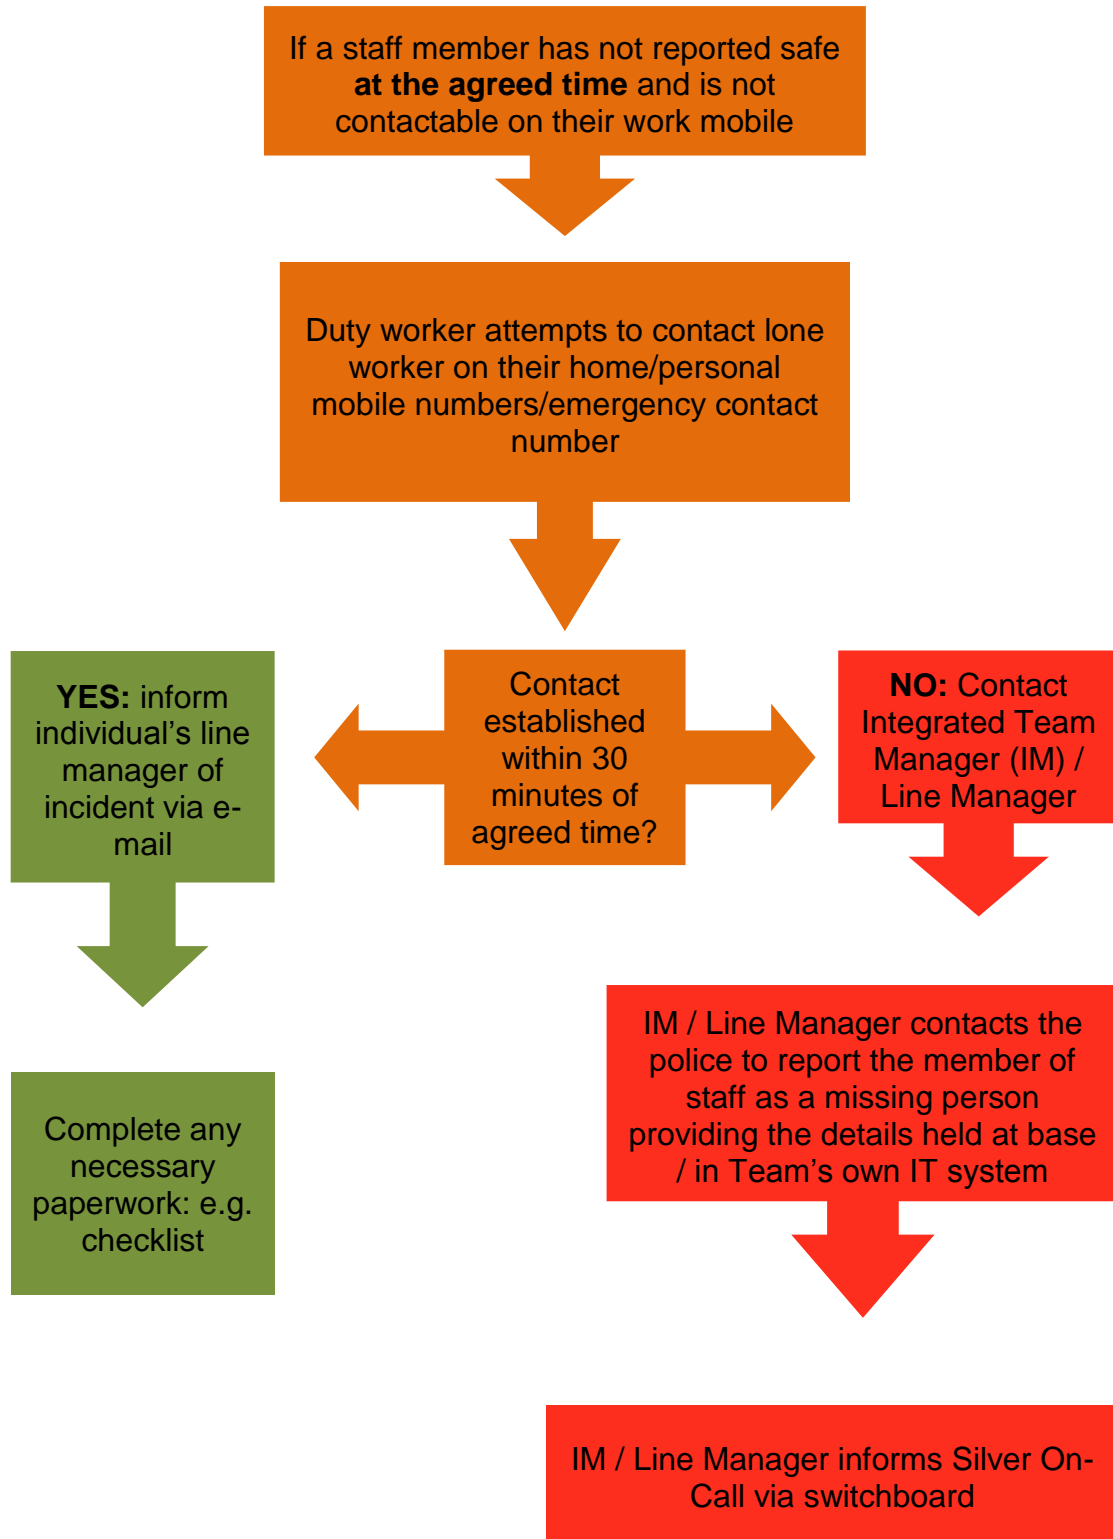 If a staff member has not reported safe
at the agreed time and is not
contactable on their work mobile
Duty worker attempts to contact lone
worker on their home/personal
mobile numbers/emergency contact
number
YES: inform
individual’s line
manager of
incident via e-
mail
Contact
established
within 30
minutes of
agreed time?
NO: Contact
Integrated Team
Manager (IM) /
Line Manager
Complete any
necessary
paperwork: e.g.
checklist
IM / Line Manager contacts the
police to report the member of
staff as a missing person
providing the details held at base
/ in Team’s own IT system
IM / Line Manager informs Silver On-
Call via switchboard